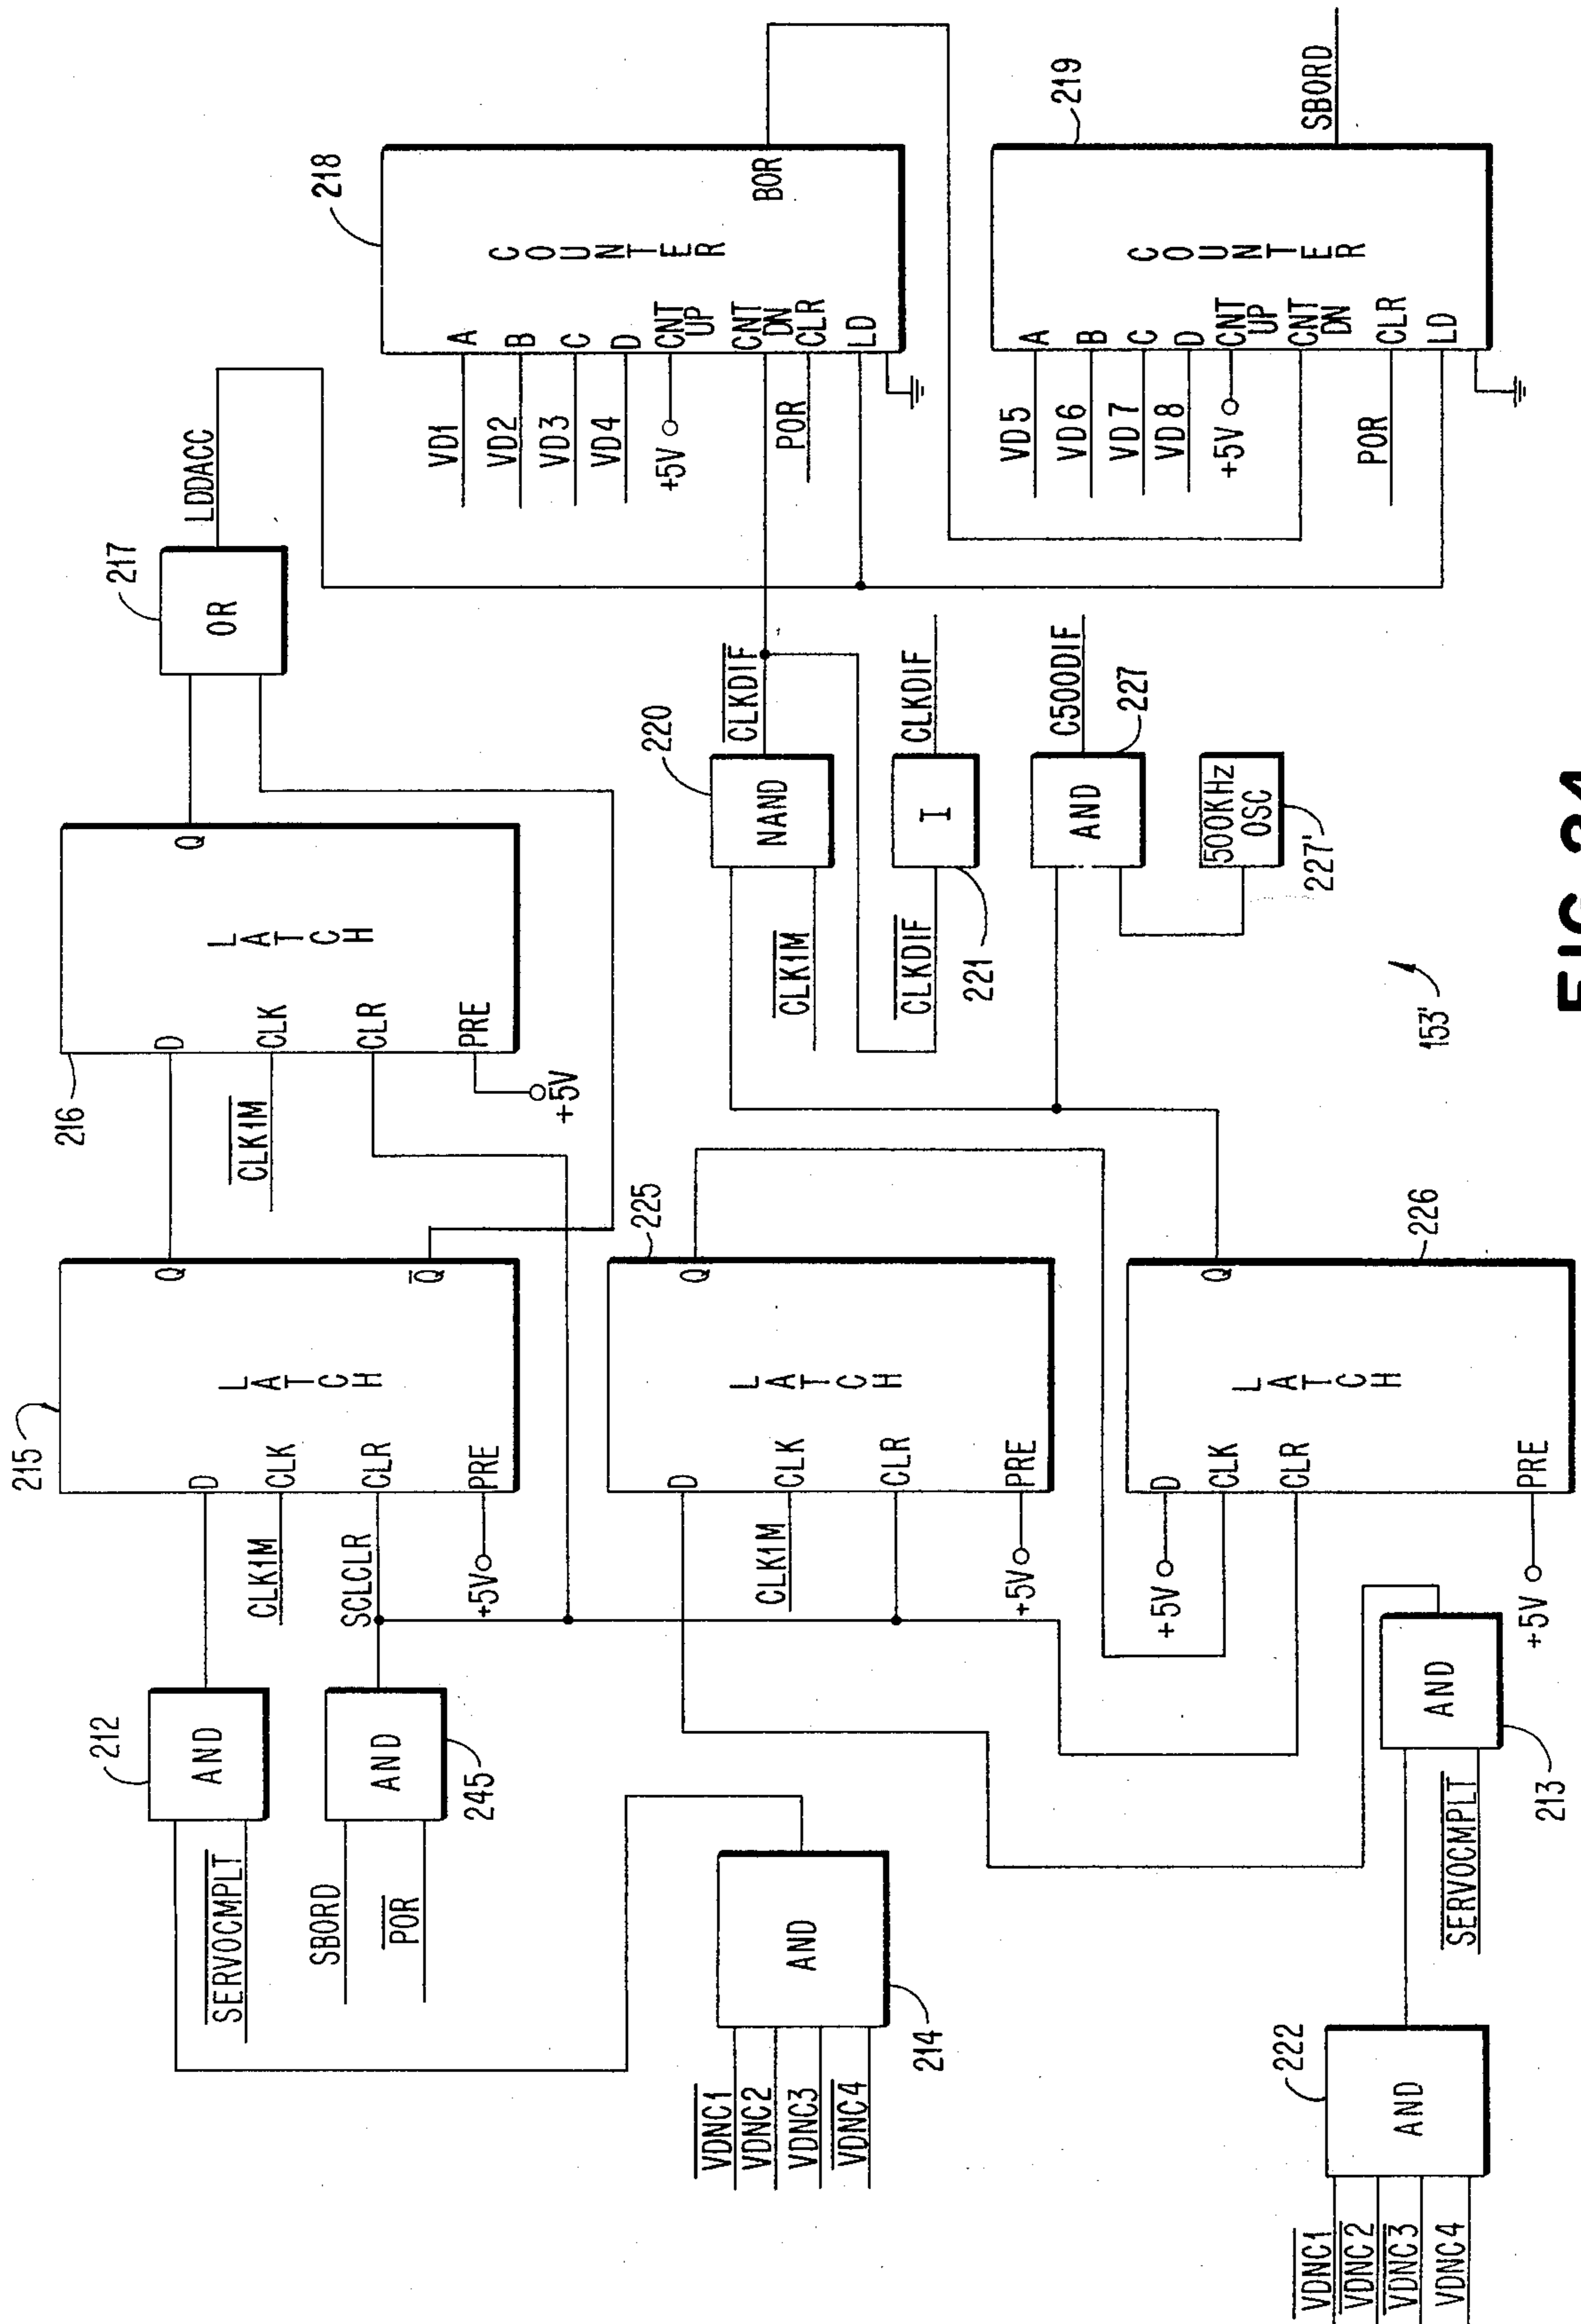 215
212
AND
SERVOCMPLT
D
CLK1M
CLK
SCLCLR
CLR
+5V
PRE
LATCH
Q
Q
SBORD
POR
AND
245
216
D
CLK1M
CLK
CLR
PRE
+5V
LATCH
Q
217
OR
LDDACC
218
VD1
A
VD2
B
VD3
C
VD4
D
+5V
CNT UP
CNT DN
POR
CLR
LD
COUNTER
BOR
VDNC1
VDNC2
VDNC3
VDNC4
AND
214
225
D
CLK1M
CLK
CLR
+5V
PRE
LATCH
Q
220
CLK1M
NAND
CLKDIF
CLKDIF
I
CLKDIF
221
AND
C500DIF
227
500KHz
OSC
227'
219
VD5
A
VD6
B
VD7
C
VD8
D
+5V
CNT UP
CNT DN
POR
CLR
LD
COUNTER
SBORD
222
VDNC1
VDNC2
VDNC3
VDNC4
AND
SERVOCMPLT
AND
213
226
+5V
D
CLK
CLR
+5V
PRE
LATCH
Q
153'
FIG